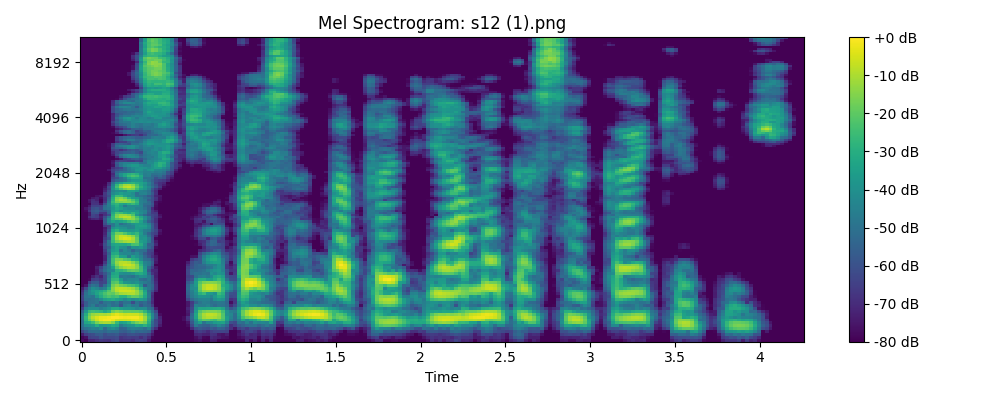 Mel Spectrogram: s12 (1).png
Hz
8192
4096
2048
1024
512
0
0
0.5
1
1.5
2
2.5
3
3.5
4
Time
+0 dB
-10 dB
-20 dB
-30 dB
-40 dB
-50 dB
-60 dB
-70 dB
-80 dB